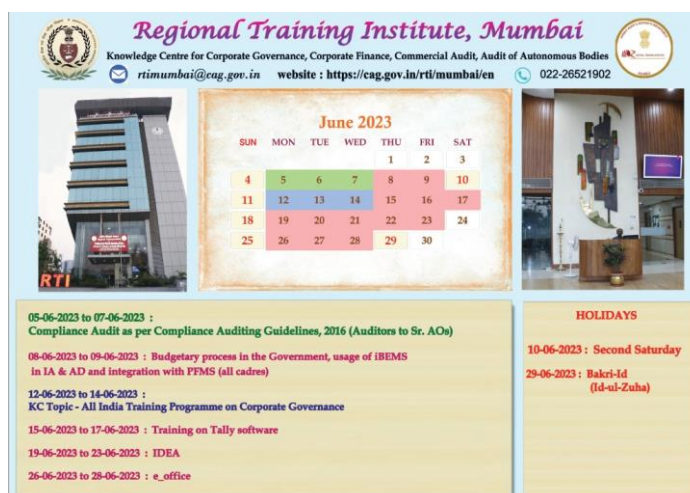 Regional Training Institute, Mumbai
Knowledge Centre for Corporate Governance, Corporate Finance, Commercial Audit, Audit of Autonomous Bodies
rtimumbai@cag.gov.in website : https://cag.gov.in/rti/mumbai/en 022-26521902
June 2023
SUN MON TUE WED THU FRI SAT
1 2 3
4 5 6 7 8 9 10
11 12 13 14 15 16 17
18 19 20 21 22 23 24
25 26 27 28 29 30
RTI
05-06-2023 to 07-06-2023 :
Compliance Audit as per Compliance Auditing Guidelines, 2016 (Auditors to Sr. AOs)
08-06-2023 to 09-06-2023 : Budgetary process in the Government, usage of iBEMS
in IA & AD and integration with PFMS (all cadres)
12-06-2023 to 14-06-2023 :
KC Topic - All India Training Programme on Corporate Governance
15-06-2023 to 17-06-2023 : Training on Tally software
19-06-2023 to 23-06-2023 : IDEA
26-06-2023 to 28-06-2023 : e_office
HOLIDAYS
10-06-2023 : Second Saturday
29-06-2023 : Bakri-Id
(Id-ul-Zuha)